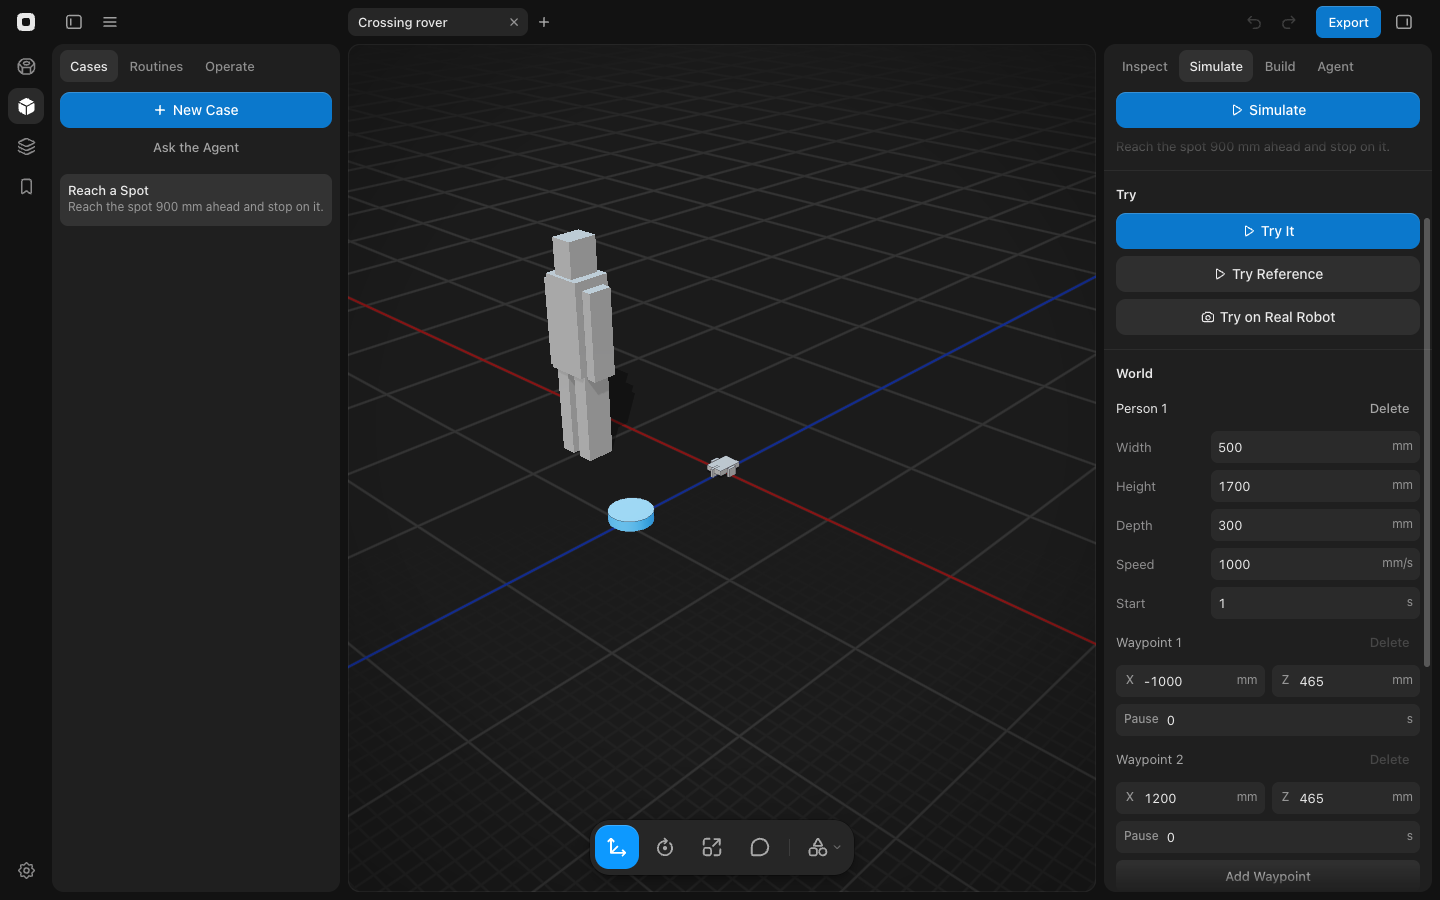 Crossing rover
Export
Cases
Routines
Operate
New Case
Ask the Agent
Reach a Spot
Reach the spot 900 mm ahead and stop on it.
Inspect
Simulate
Build
Agent
Simulate
Reach the spot 900 mm ahead and stop on it.
Try
Try It
Try Reference
Try on Real Robot
World
Person 1 Delete
Width 500 mm
Height 1700 mm
Depth 300 mm
Speed 1000 mm/s
Start 1 s
Waypoint 1 Delete
X -1000 mm Z 465 mm
Pause 0 s
Waypoint 2 Delete
X 1200 mm Z 465 mm
Pause 0 s
Add Waypoint